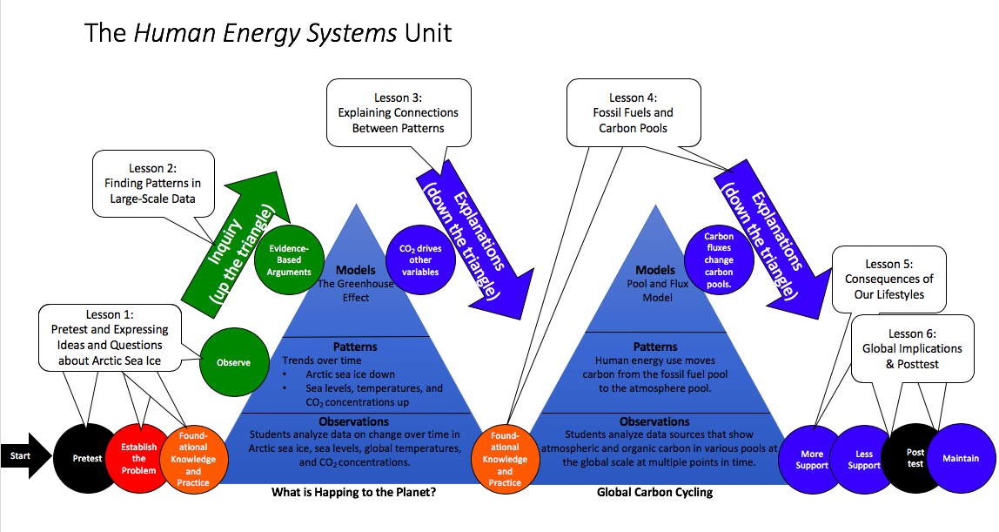 The Human Energy Systems Unit
Lesson 3:
Explaining Connections
Between Patterns
Lesson 4:
Fossil Fuels and
Carbon Pools
Lesson 2:
Finding Patterns in
Large-Scale Data
Inquiry
(up the triangle)
Evidence-
Based
Arguments
Models
The Greenhouse
Effect
CO₂ drives
other
variables
Explanations
(down the triangle)
Models
Pool and Flux
Model
Carbon
fluxes
change
carbon
pools.
Explanations
(down the triangle)
Lesson 5:
Consequences of
Our Lifestyles
Lesson 1:
Pretest and Expressing
Ideas and Questions
about Arctic Sea Ice
Observe
Patterns
Trends over time
• Arctic sea ice down
• Sea levels, temperatures, and
CO₂ concentrations up
Patterns
Human energy use moves
carbon from the fossil fuel pool
to the atmosphere pool.
Lesson 6:
Global Implications
& Posttest
Start
Pretest
Establish
the
Problem
Found-
ational
Knowledge
and
Practice
Observations
Students analyze data on change over time in
Arctic sea ice, sea levels, global temperatures,
and CO₂ concentrations.
Found-
ational
Knowledge
and
Practice
Observations
Students analyze data sources that show
atmospheric and organic carbon in various pools at
the global scale at multiple points in time.
More
Support
Less
Support
Post
test
Maintain
What is Happing to the Planet?
Global Carbon Cycling